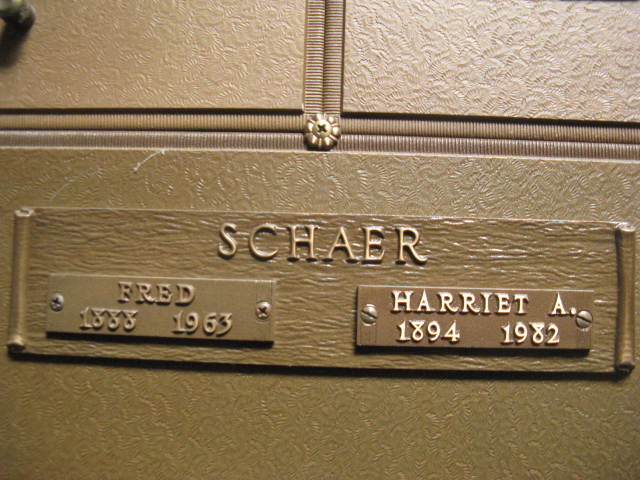 SCHAER
FRED
1888 1963
HARRIET A.
1894 1982